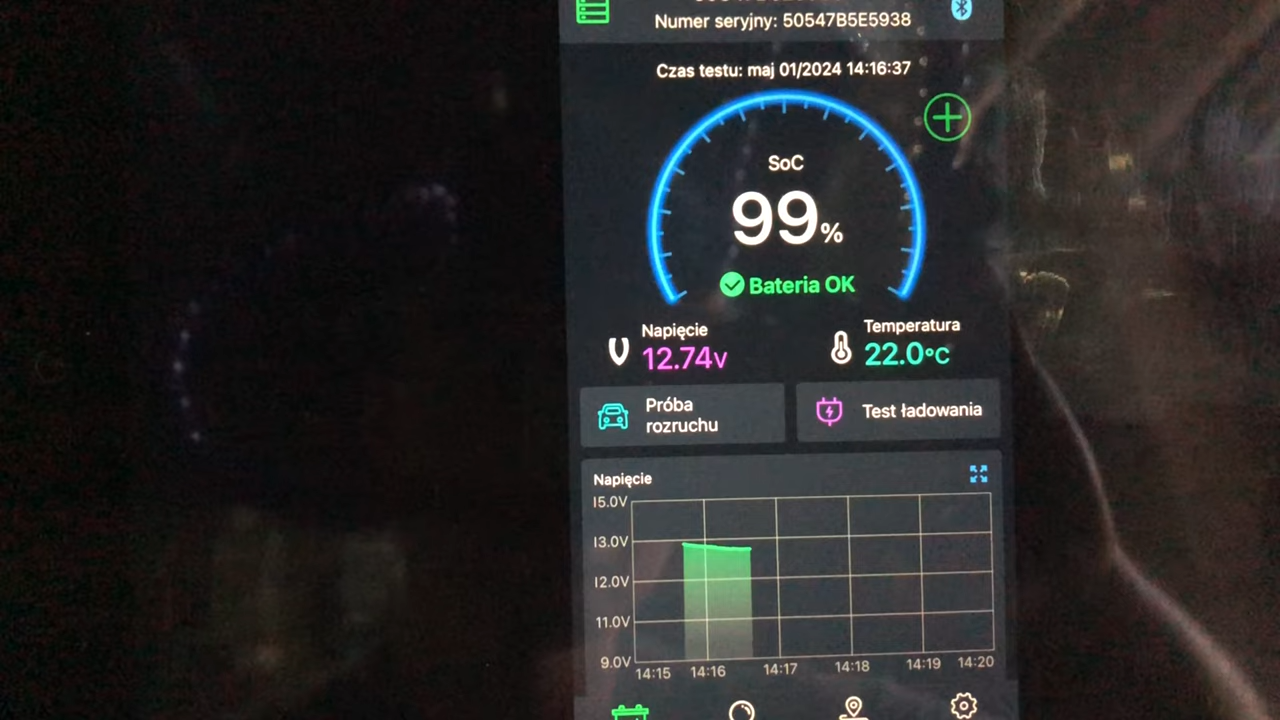 Numer seryjny: 50547B5E5938
Czas testu: maj 01/2024 14:16:37
SoC
99%
Bateria OK
Napięcie
12.74V
Temperatura
22.0°C
Próba
rozruchu
Test ładowania
Napięcie
15.0V
13.0V
12.0V
11.0V
9.0V
14:15 14:16 14:17 14:18 14:19 14:20